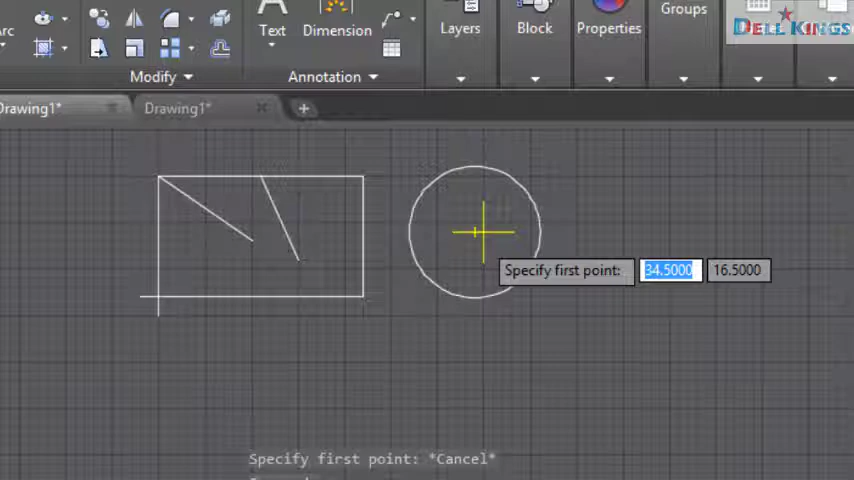 rc
Text
Dimension
Layers
Block
Properties
Groups
DELL KINGS
Modify
Annotation
Drawing1*
Drawing1*
Specify first point:
34.5000
16.5000
Specify first point: *Cancel*